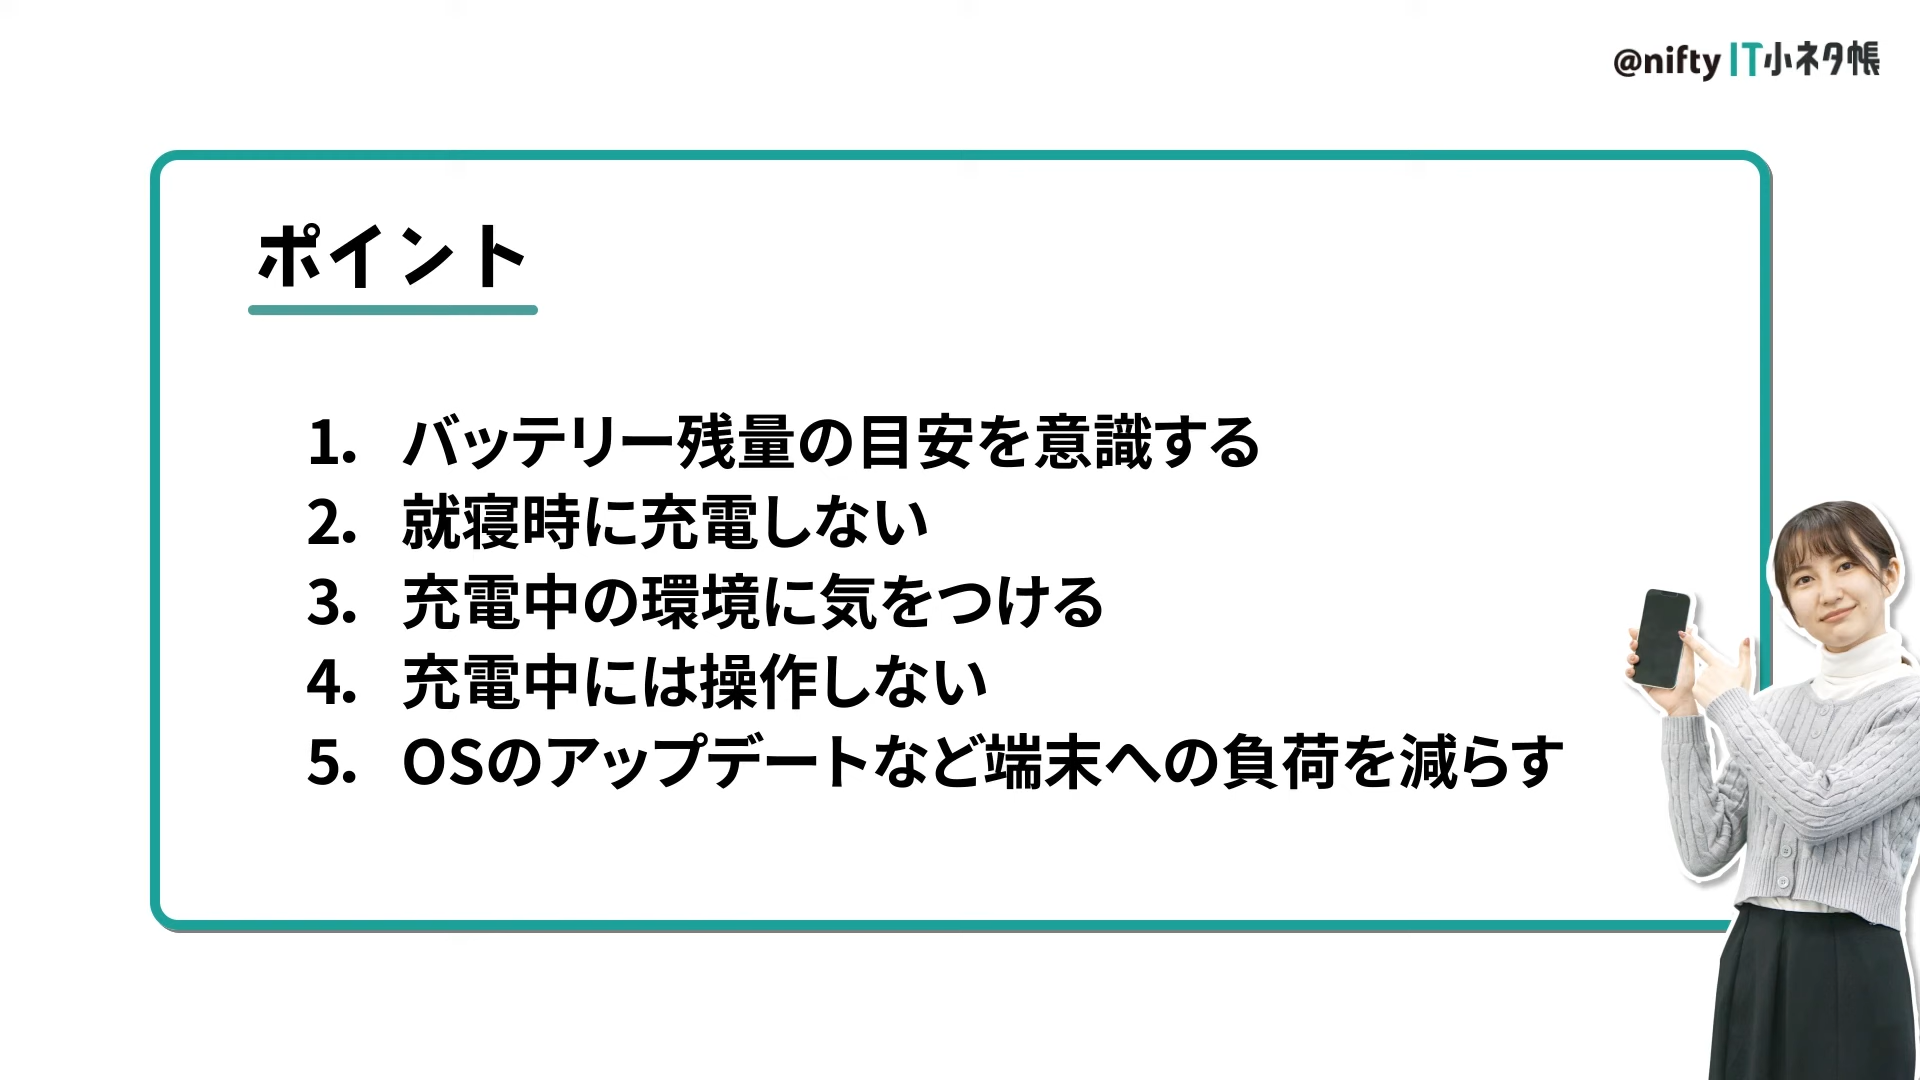 @nifty IT小ネタ帳
ポイント
1. バッテリー残量の目安を意識する
2. 就寝時に充電しない
3. 充電中の環境に気をつける
4. 充電中には操作しない
5. OSのアップデートなど端末への負荷を減らす